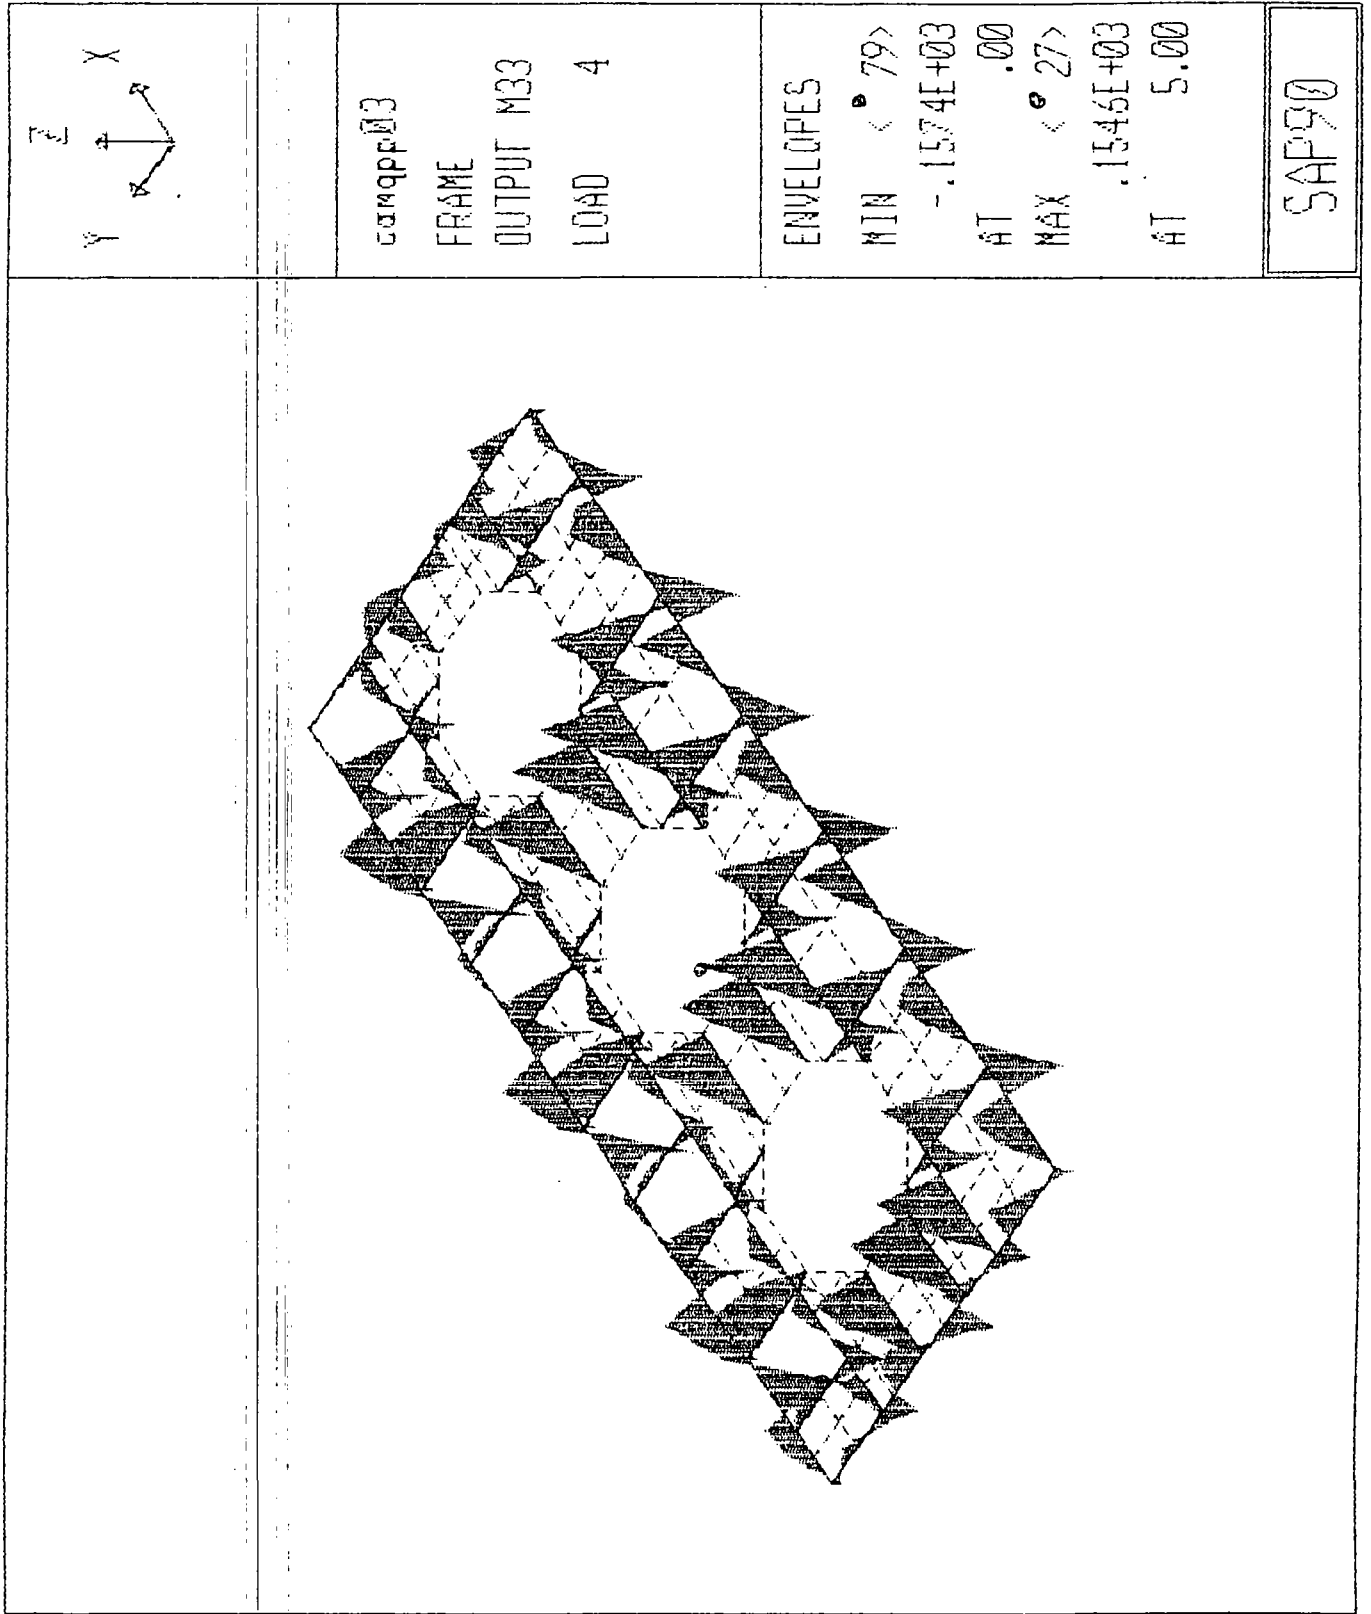 Z
Y X
camqpp03
FRAME
OUTPUT M33
LOAD 4
ENVELOPES
MIN < 79>
-.1574E+03
AT .00
MAX < 27>
.1546E+03
AT 5.00
SAP90